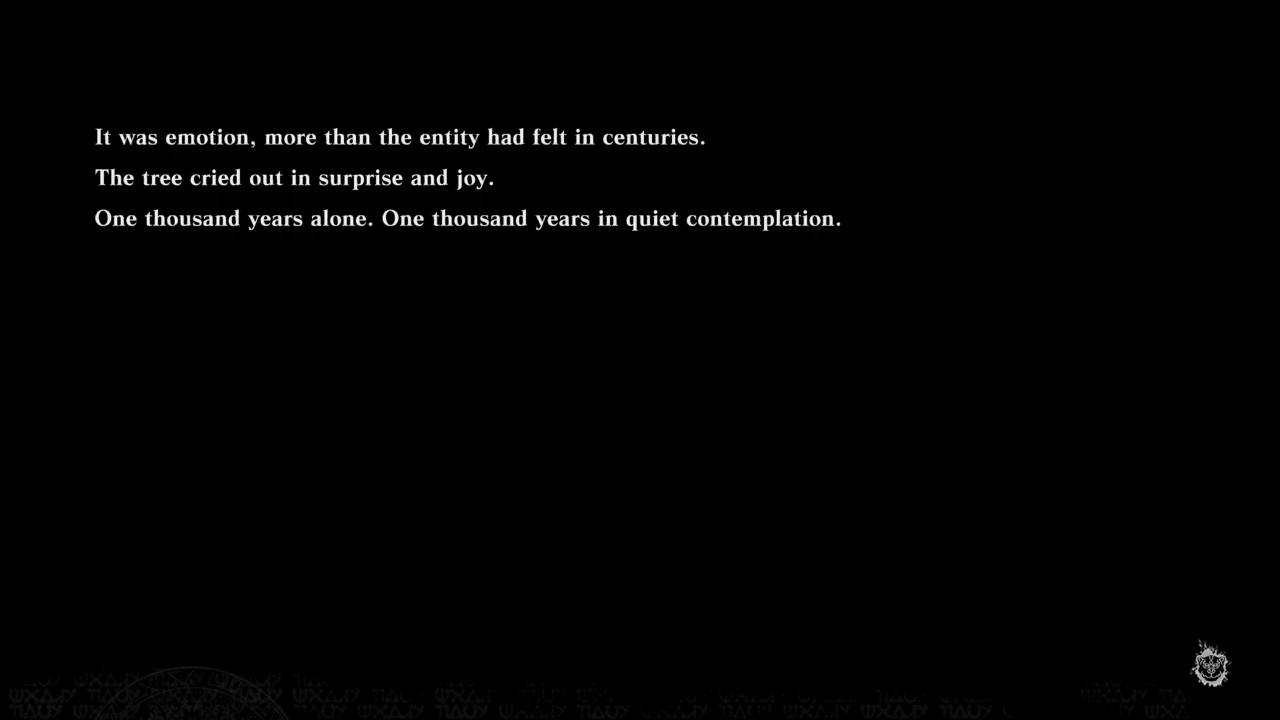 It was emotion, more than the entity had felt in centuries.
The tree cried out in surprise and joy.
One thousand years alone. One thousand years in quiet contemplation.